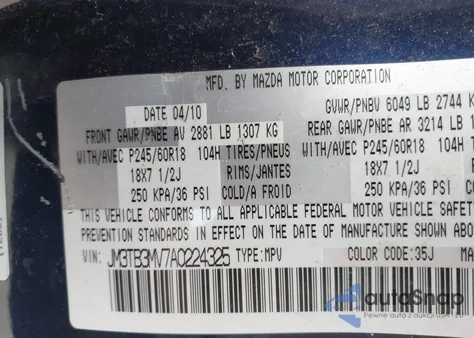 MFD. BY MAZDA MOTOR CORPORATION
DATE 04/10
GVWR/PNBV 6049 LB 2744 K
FRONT GAWR/PNBE AV 2881 LB 1307 KG
REAR GAWR/PNBE AR 3214 LB 1
WITH/AVEC P245/60R18 104H TIRES/PNEUS
WITH/AVEC P245/60R18 104H T
18X7 1/2J RIMS/JANTES 18X7 1/2J
250 KPA/36 PSI COLD/A FROID 250 KPA/36 PSI C
THIS VEHICLE CONFORMS TO ALL APPLICABLE FEDERAL MOTOR VEHICLE SAFETY
PREVENTION STANDARDS IN EFFECT ON THE DATE OF MANUFACTURE SHOWN ABO
VIN: JM3TB3MV7A0224325 TYPE: MPV COLOR CODE: 35J MA
autoSnap